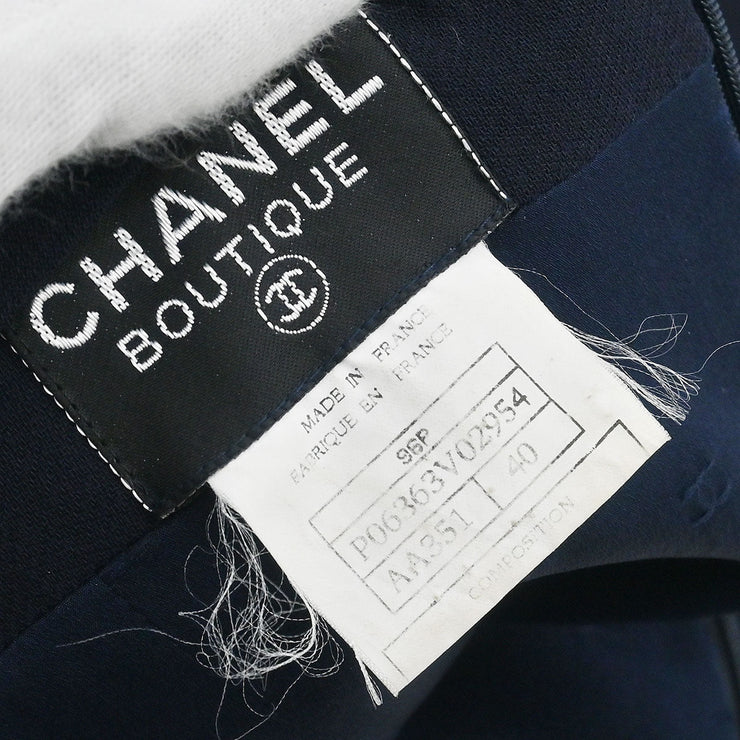 CHANEL
BOUTIQUE
MADE IN FRANCE
FABRIQUE EN FRANCE
96P
P06363V02954
AA351 40
COMPOSITION